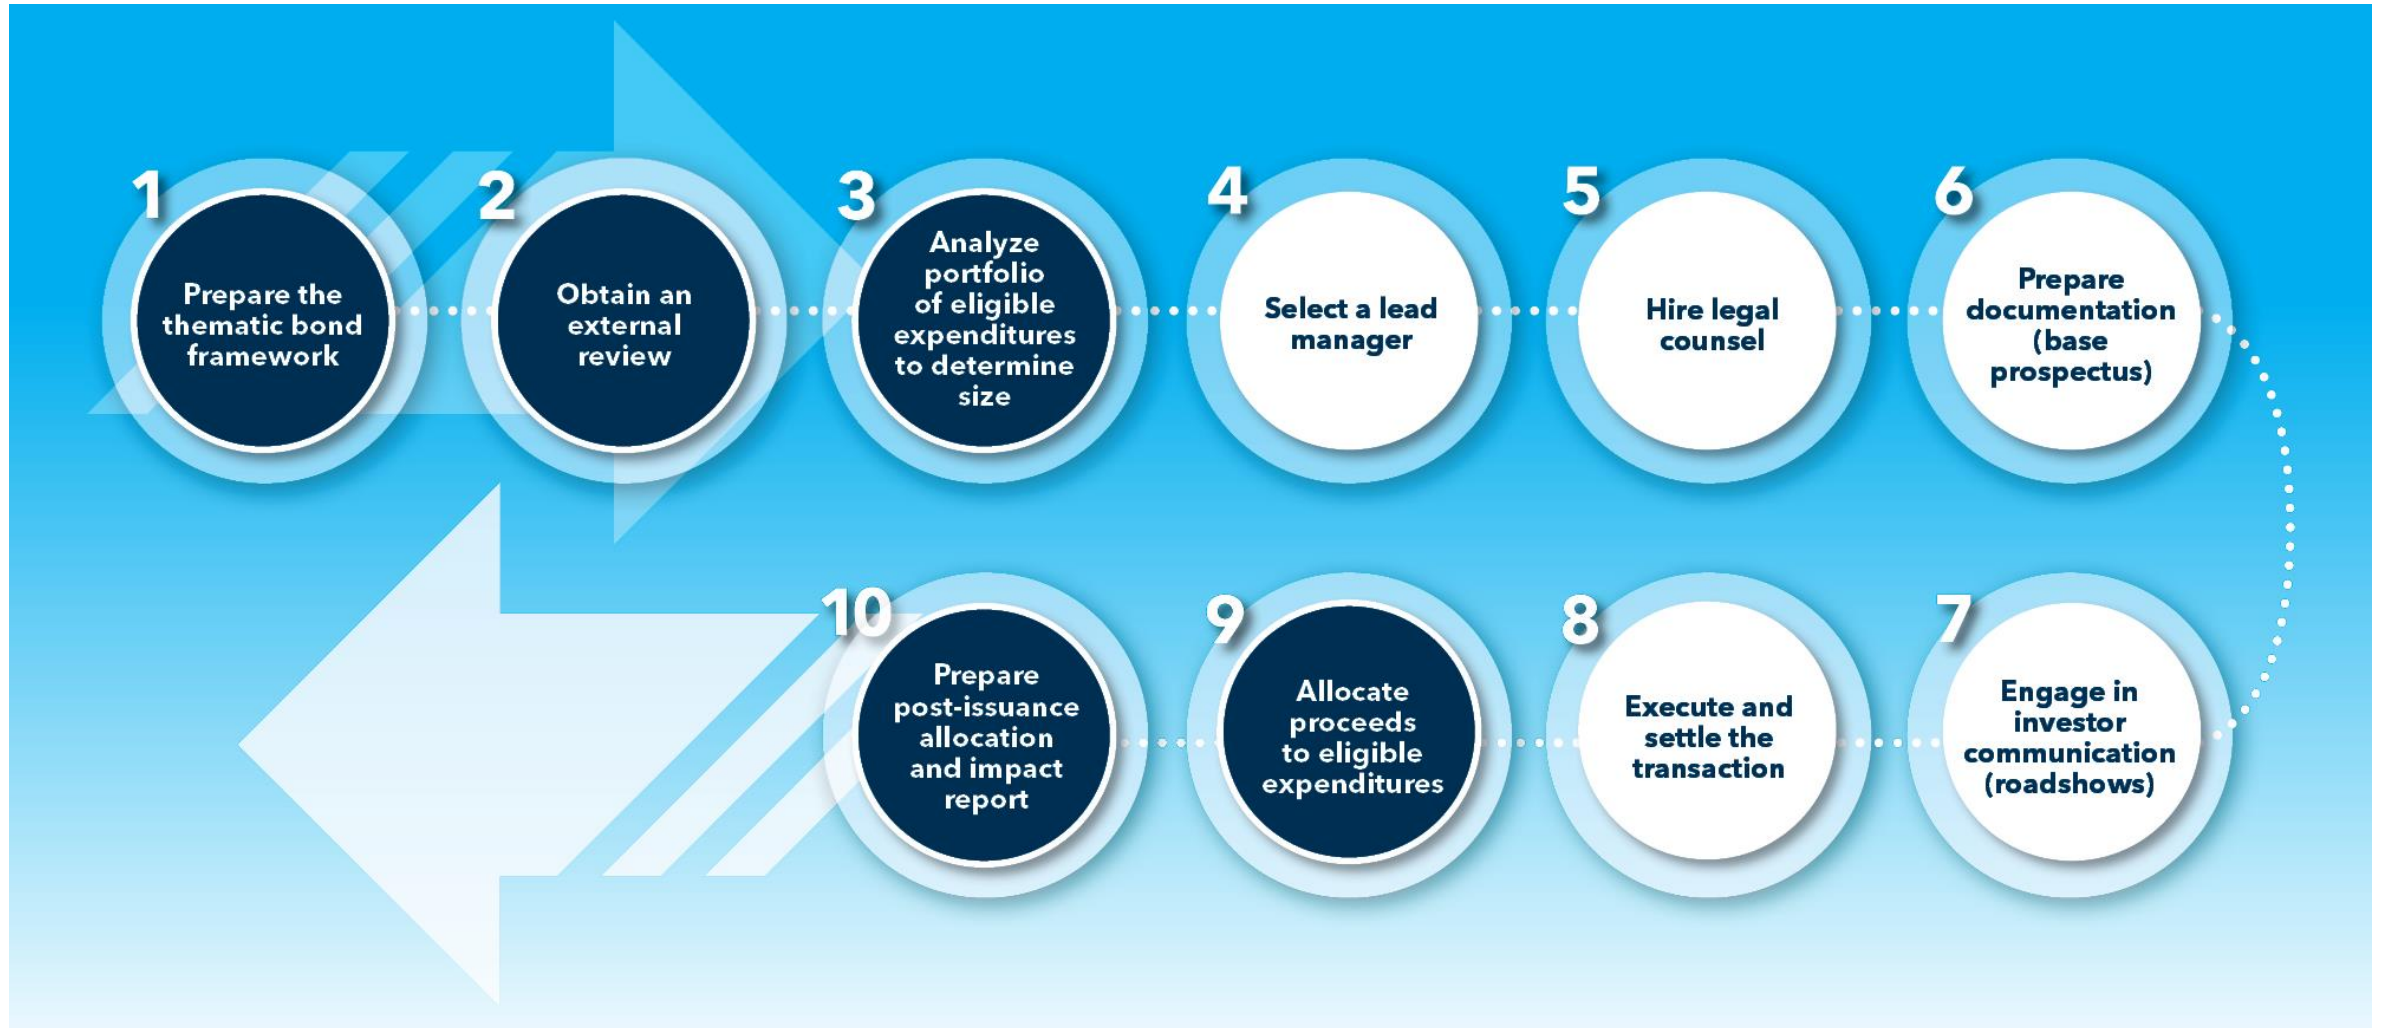 1
Prepare the
thematic bond
framework
2
Obtain an
external
review
3
Analyze
portfolio
of eligible
expenditures
to determine
size
4
Select a lead
manager
5
Hire legal
counsel
6
Prepare
documentation
(base
prospectus)
7
Engage in
investor
communication
(roadshows)
8
Execute and
settle the
transaction
9
Allocate
proceeds
to eligible
expenditures
10
Prepare
post-issuance
allocation
and impact
report